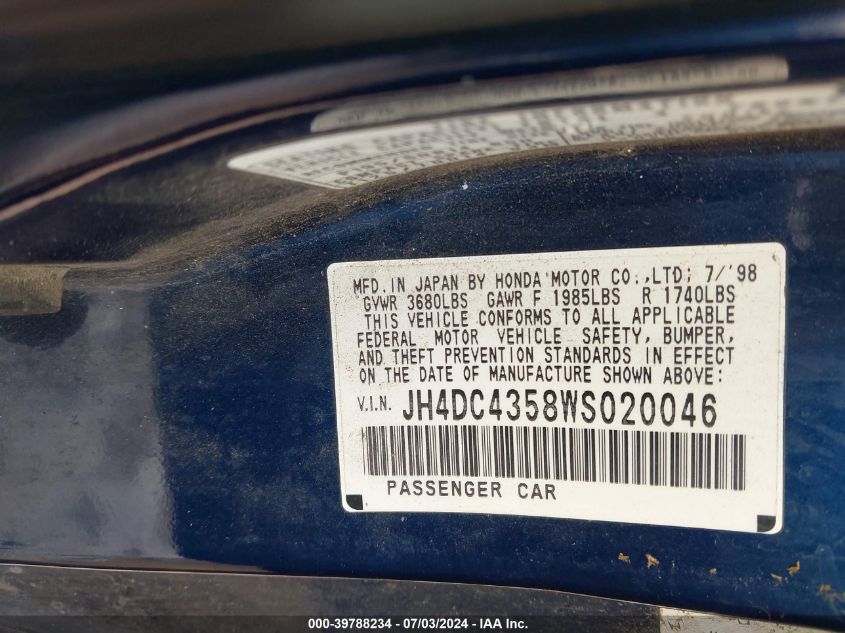 MFD. IN JAPAN BY HONDA MOTOR CO.,LTD; 7/'98
GVWR 3680LBS GAWR F 1985LBS R 1740LBS
THIS VEHICLE CONFORMS TO ALL APPLICABLE
FEDERAL MOTOR VEHICLE SAFETY, BUMPER,
AND THEFT PREVENTION STANDARDS IN EFFECT
ON THE DATE OF MANUFACTURE SHOWN ABOVE:
V.I.N. JH4DC4358WS020046
PASSENGER CAR
000-39788234 - 07/03/2024 - IAA Inc.